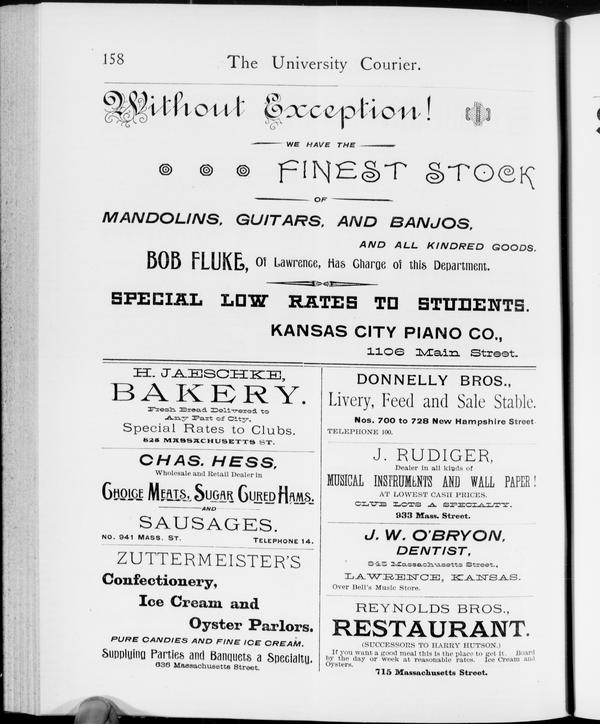 158
The University Courier.
Without Exception!
WE HAVE THE
FINEST STOCK
OF
MANDOLINS, GUITARS, AND BANJOS,
AND ALL KINDRED GOODS.
BOB FLUKE, Of Lawrence, Has Charge of this Department.
SPECIAL LOW RATES TO STUDENTS.
KANSAS CITY PIANO CO.,
1106 Main Street.
H. JAESCHKE,
BAKERY.
Fresh Bread Delivered to
Any Part of City.
Special Rates to Clubs.
825 MASSACHUSETTS ST.
CHAS. HESS,
Wholesale and Retail Dealer in
CHOICE MEATS, SUGAR CURED HAMS,
AND
SAUSAGES.
NO. 941 MASS. ST. TELEPHONE 14.
ZUTTERMEISTER'S
Confectionery,
Ice Cream and
Oyster Parlors.
PURE CANDIES AND FINE ICE CREAM.
Supplying Parties and Banquets a Specialty.
636 Massachusetts Street.
DONNELLY BROS.,
Livery, Feed and Sale Stable.
Nos. 700 to 728 New Hampshire Street
TELEPHONE 100.
J. RUDIGER,
Dealer in all kinds of
MUSICAL INSTRUMENTS AND WALL PAPER!
AT LOWEST CASH PRICES.
CLUB LOTS A SPECIALTY.
933 Mass. Street.
J. W. O'BRYON,
DENTIST,
945 Massachusetts Street.,
LAWRENCE, KANSAS.
Over Bell's Music Store.
REYNOLDS BROS.,
RESTAURANT.
(SUCCESSORS TO HARRY HUTSON.)
If you want a good meal this is the place to get it. Board
by the day or week at reasonable rates. Ice Cream and
Oysters.
715 Massachusetts Street.